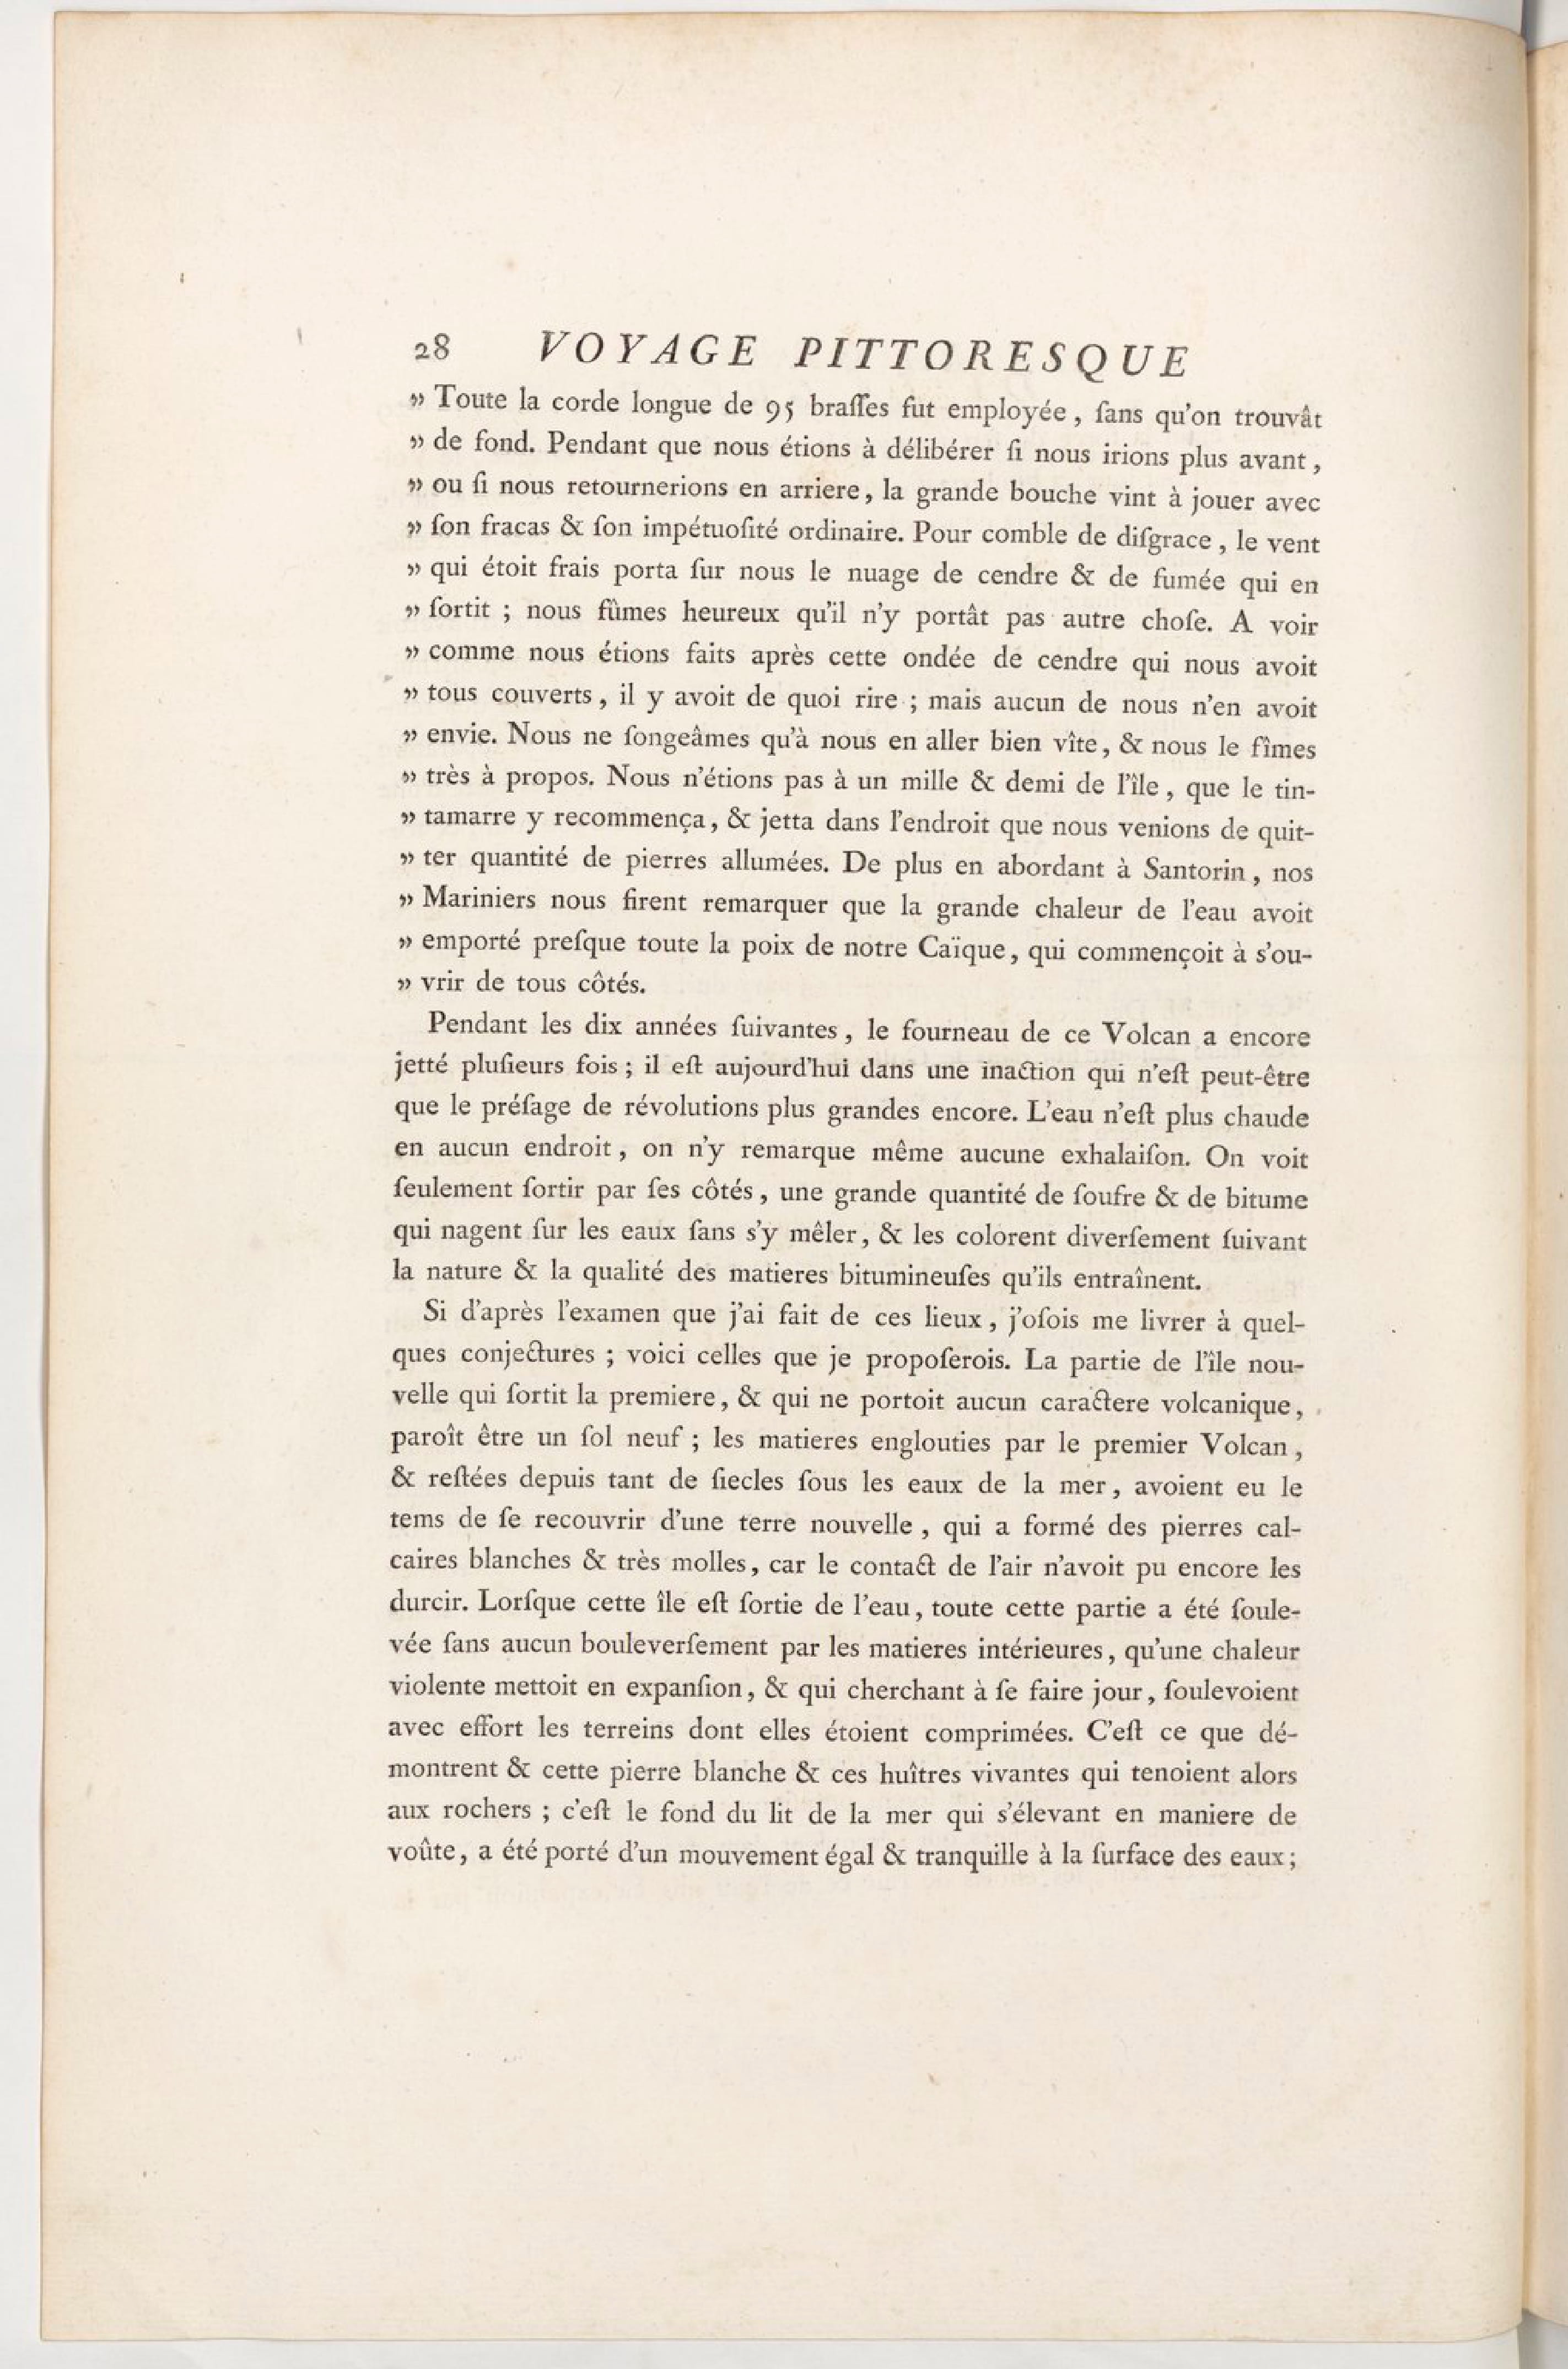 28 VOYAGE PITTORESQUE
» Toute la corde longue de 95 braſſes fut employée, ſans qu'on trouvât
» de fond. Pendant que nous étions à délibérer ſi nous irions plus avant,
» ou ſi nous retournerions en arriere, la grande bouche vint à jouer avec
» ſon fracas & ſon impétuoſité ordinaire. Pour comble de diſgrace, le vent
» qui étoit frais porta ſur nous le nuage de cendre & de fumée qui en
» ſortit ; nous fûmes heureux qu'il n'y portât pas autre choſe. A voir
» comme nous étions faits après cette ondée de cendre qui nous avoit
» tous couverts, il y avoit de quoi rire ; mais aucun de nous n'en avoit
» envie. Nous ne ſongeâmes qu'à nous en aller bien vîte, & nous le fîmes
» très à propos. Nous n'étions pas à un mille & demi de l'île, que le tin-
» tamarre y recommença, & jetta dans l'endroit que nous venions de quit-
» ter quantité de pierres allumées. De plus en abordant à Santorin, nos
» Mariniers nous firent remarquer que la grande chaleur de l'eau avoit
» emporté preſque toute la poix de notre Caïque, qui commençoit à s'ou-
» vrir de tous côtés.
Pendant les dix années ſuivantes, le fourneau de ce Volcan a encore
jetté pluſieurs fois ; il eſt aujourd'hui dans une inaction qui n'eſt peut-être
que le préſage de révolutions plus grandes encore. L'eau n'eſt plus chaude
en aucun endroit, on n'y remarque même aucune exhalaiſon. On voit
ſeulement ſortir par ſes côtés, une grande quantité de ſoufre & de bitume
qui nagent ſur les eaux ſans s'y mêler, & les colorent diverſement ſuivant
la nature & la qualité des matieres bitumineuſes qu'ils entraînent.
Si d'après l'examen que j'ai fait de ces lieux, j'oſois me livrer à quel-
ques conjectures ; voici celles que je propoſerois. La partie de l'île nou-
velle qui ſortit la premiere, & qui ne portoit aucun caractere volcanique,
paroît être un ſol neuf ; les matieres englouties par le premier Volcan,
& reſtées depuis tant de ſiecles ſous les eaux de la mer, avoient eu le
tems de ſe recouvrir d'une terre nouvelle, qui a formé des pierres cal-
caires blanches & très molles, car le contact de l'air n'avoit pu encore les
durcir. Lorſque cette île eſt ſortie de l'eau, toute cette partie a été ſoule-
vée ſans aucun bouleverſement par les matieres intérieures, qu'une chaleur
violente mettoit en expanſion, & qui cherchant à ſe faire jour, ſoulevoient
avec effort les terreins dont elles étoient comprimées. C'eſt ce que dé-
montrent & cette pierre blanche & ces huîtres vivantes qui tenoient alors
aux rochers ; c'eſt le fond du lit de la mer qui s'élevant en maniere de
voûte, a été porté d'un mouvement égal & tranquille à la ſurface des eaux ;